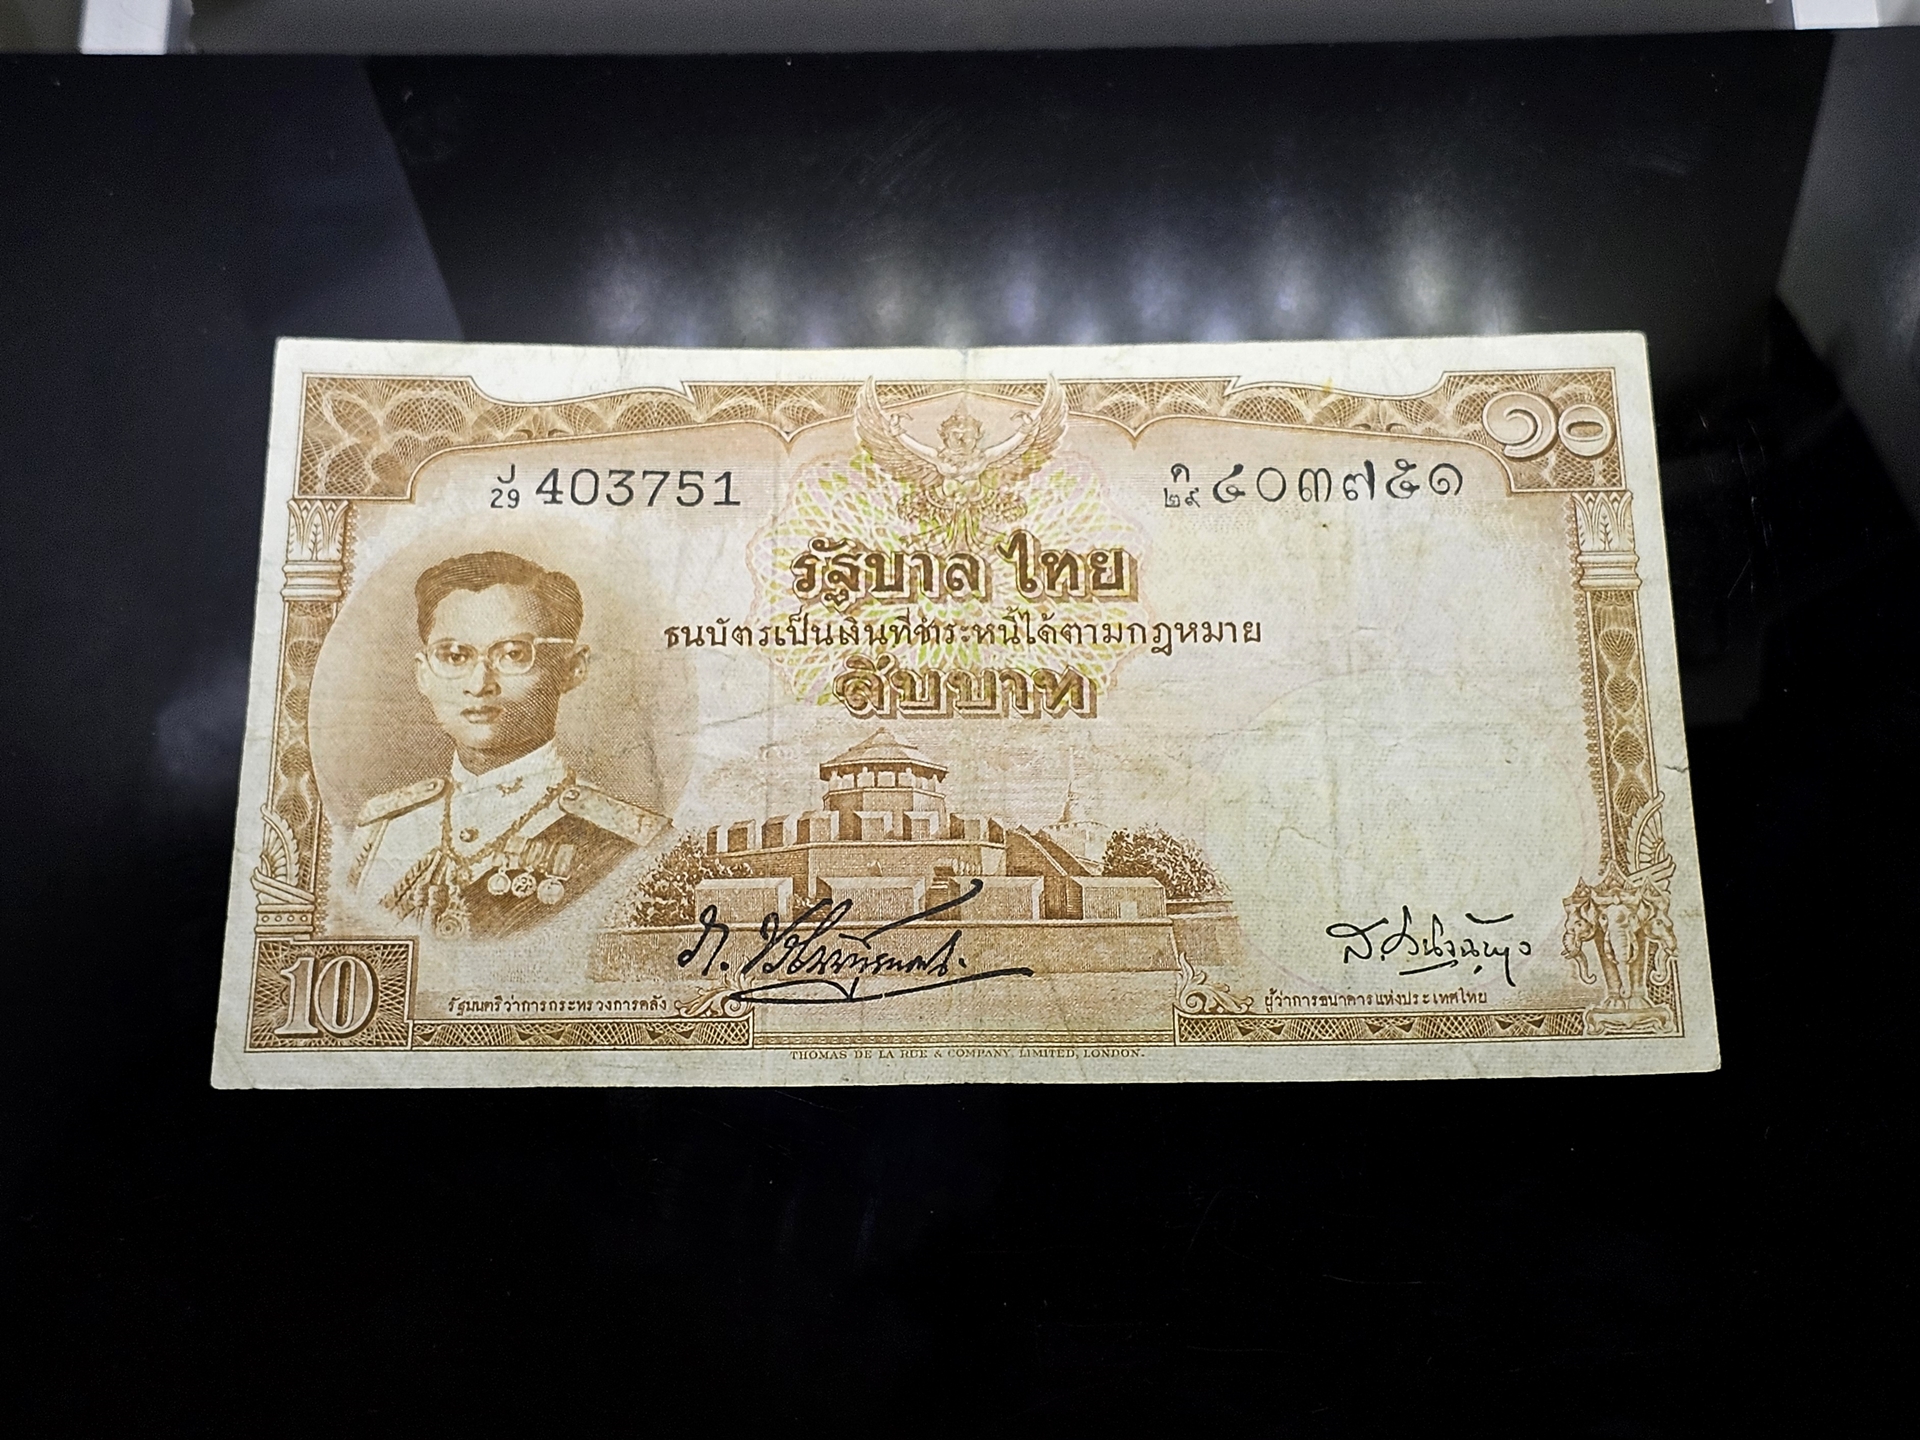 ๑๐
J/29 403751
ค/๒๙ ๔๐๓๗๕๑
รัฐบาลไทย
ธนบัตรเป็นเงินที่ชำระหนี้ได้ตามกฎหมาย
สิบบาท
10
รัฐมนตรีว่าการกระทรวงการคลัง
ผู้ว่าการธนาคารแห่งประเทศไทย
THOMAS DE LA RUE & COMPANY, LIMITED, LONDON.